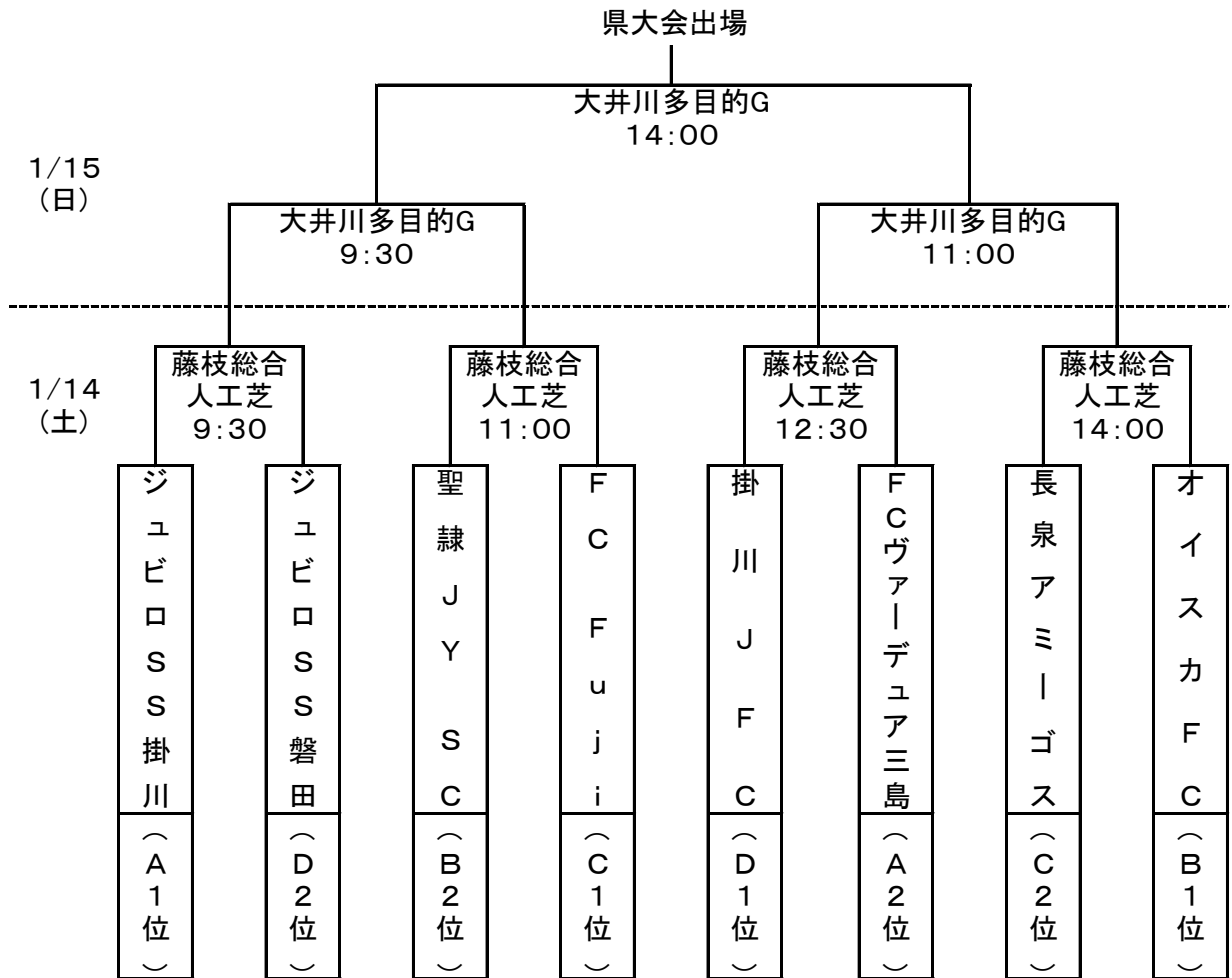 県大会出場
大井川多目的G
14:00
1/15
(日)
大井川多目的G
9:30
大井川多目的G
11:00
1/14
(土)
藤枝総合
人工芝
9:30
藤枝総合
人工芝
11:00
藤枝総合
人工芝
12:30
藤枝総合
人工芝
14:00
ジュビロSS掛川
ジュビロSS磐田
聖隷JY SC
FC Fuji
掛川JFC
FCヴァーデュア三島
長泉アミーゴス
オイスカFC
(A1位)
(D2位)
(B2位)
(C1位)
(D1位)
(A2位)
(C2位)
(B1位)